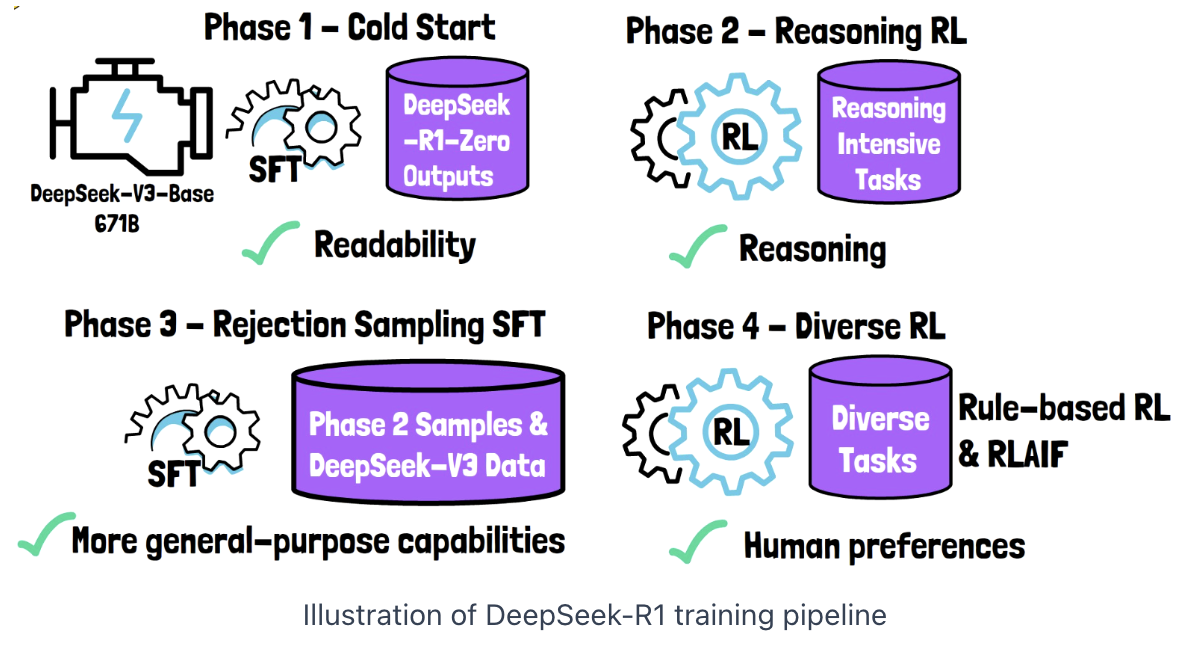 Phase 1 – Cold Start
DeepSeek-V3-Base
671B
SFT
DeepSeek
-R1-Zero
Outputs
Readability
Phase 2 – Reasoning RL
RL
Reasoning
Intensive
Tasks
Reasoning
Phase 3 – Rejection Sampling SFT
SFT
Phase 2 Samples &
DeepSeek-V3 Data
More general-purpose capabilities
Phase 4 – Diverse RL
RL
Diverse
Tasks
Rule-based RL
& RLAIF
Human preferences
Illustration of DeepSeek-R1 training pipeline